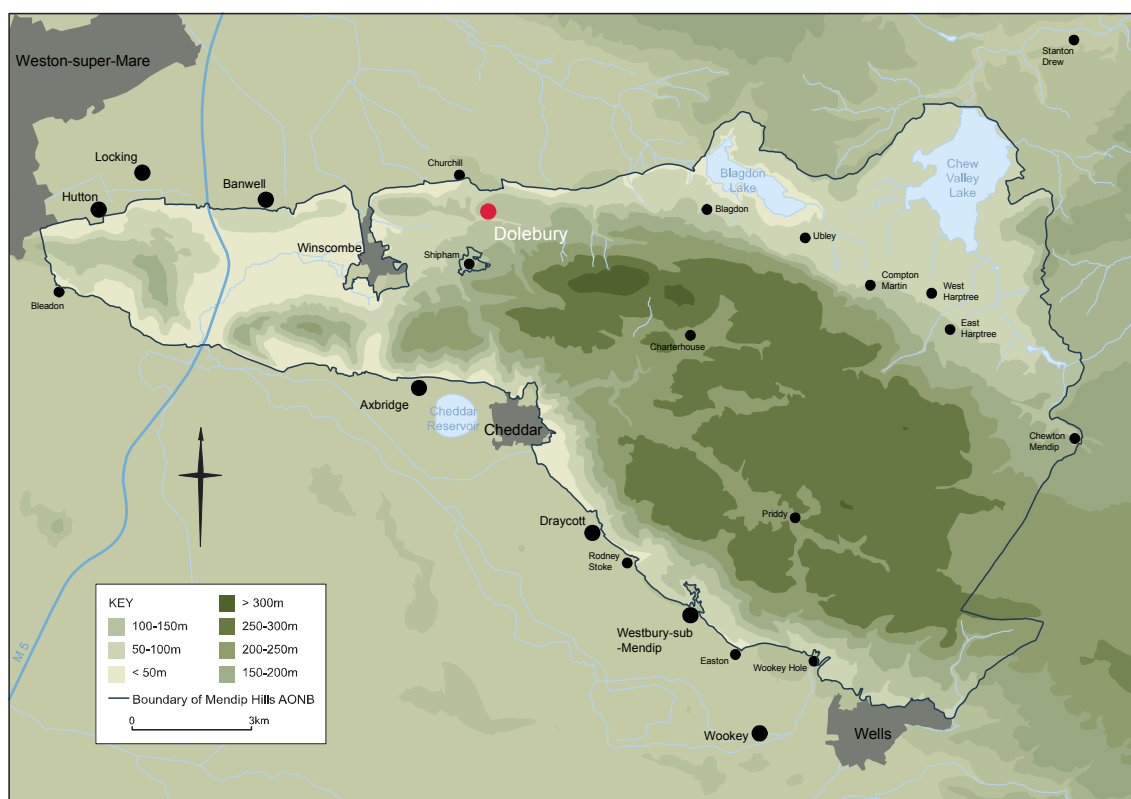 Weston-super-Mare
Stanton
Drew
Locking
Churchill
Banwell
Hutton
Blagdon
Lake
Chew
Valley
Lake
Blagdon
Dolebury
Ubley
Winscombe
Shipham
Compton
Martin
West
Harptree
Bleadon
East
Harptree
Charterhouse
Axbridge
Cheddar
Reservoir
Cheddar
Chewton
Mendip
Priddy
Draycott
Rodney
Stoke
Westbury-sub
-Mendip
Easton
Wookey Hole
Wookey
Wells
M 5
KEY
100-150m
50-100m
< 50m
> 300m
250-300m
200-250m
150-200m
Boundary of Mendip Hills AONB
0 3km